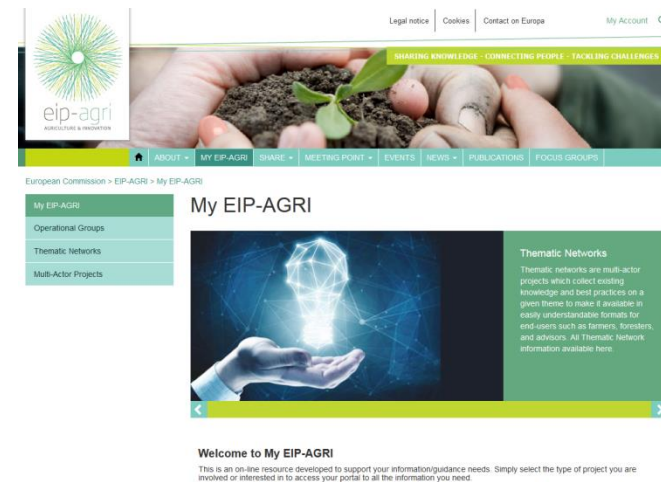 Legal notice Cookies Contact on Europa My Account
SHARING KNOWLEDGE - CONNECTING PEOPLE - TACKLING CHALLENGES
eip-agri
AGRICULTURE & INNOVATION
ABOUT MY EIP-AGRI SHARE MEETING POINT EVENTS NEWS PUBLICATIONS FOCUS GROUPS
European Commission > EIP-AGRI > My EIP-AGRI
My EIP-AGRI
Operational Groups
Thematic Networks
Multi-Actor Projects
My EIP-AGRI
Thematic Networks
Thematic networks are multi-actor
projects which collect existing
knowledge and best practices on a
given theme to make it available in
easily understandable formats for
end-users such as farmers, foresters,
and advisors. All Thematic Network
information available here.
Welcome to My EIP-AGRI
This is an on-line resource developed to support your information/guidance needs. Simply select the type of project you are
involved or interested in to access your portal to all the information you need.